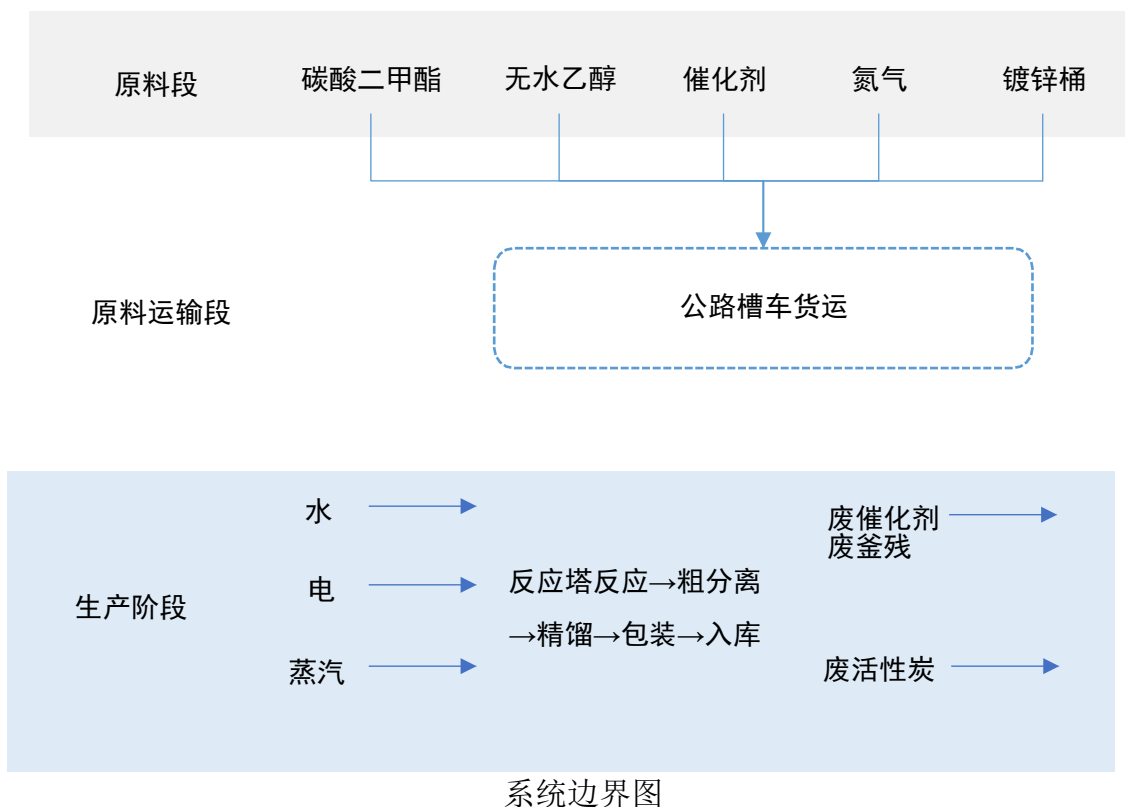 原料段
碳酸二甲酯
无水乙醇
催化剂
氮气
镀锌桶
原料运输段
公路槽车货运
生产阶段
水
电
蒸汽
反应塔反应→粗分离
→精馏→包装→入库
废催化剂
废釜残
废活性炭
系统边界图